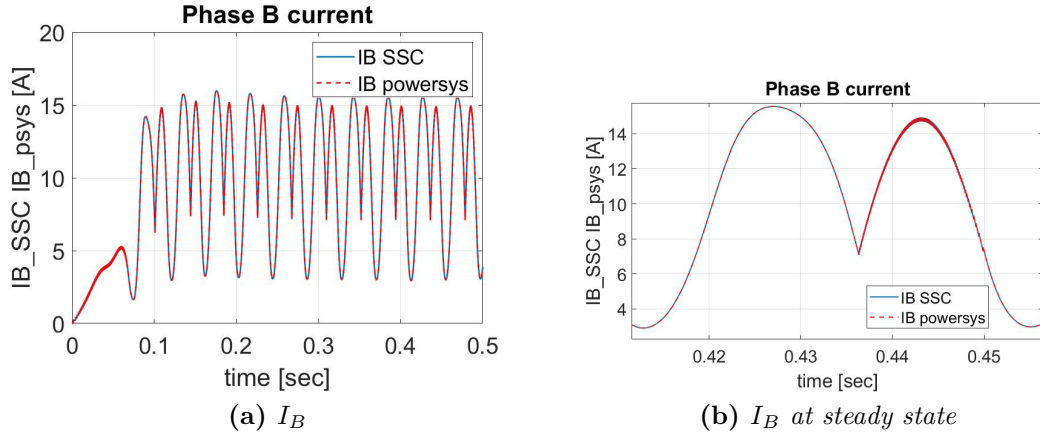 Phase B current
20
15
10
5
0
IB_SSC IB_psys [A]
IB SSC
IB powersys
0 0.1 0.2 0.3 0.4 0.5
time [sec]
(a) I_B
Phase B current
14
12
10
8
6
4
IB_SSC IB_psys [A]
IB SSC
IB powersys
0.42 0.43 0.44 0.45
time [sec]
(b) I_B at steady state